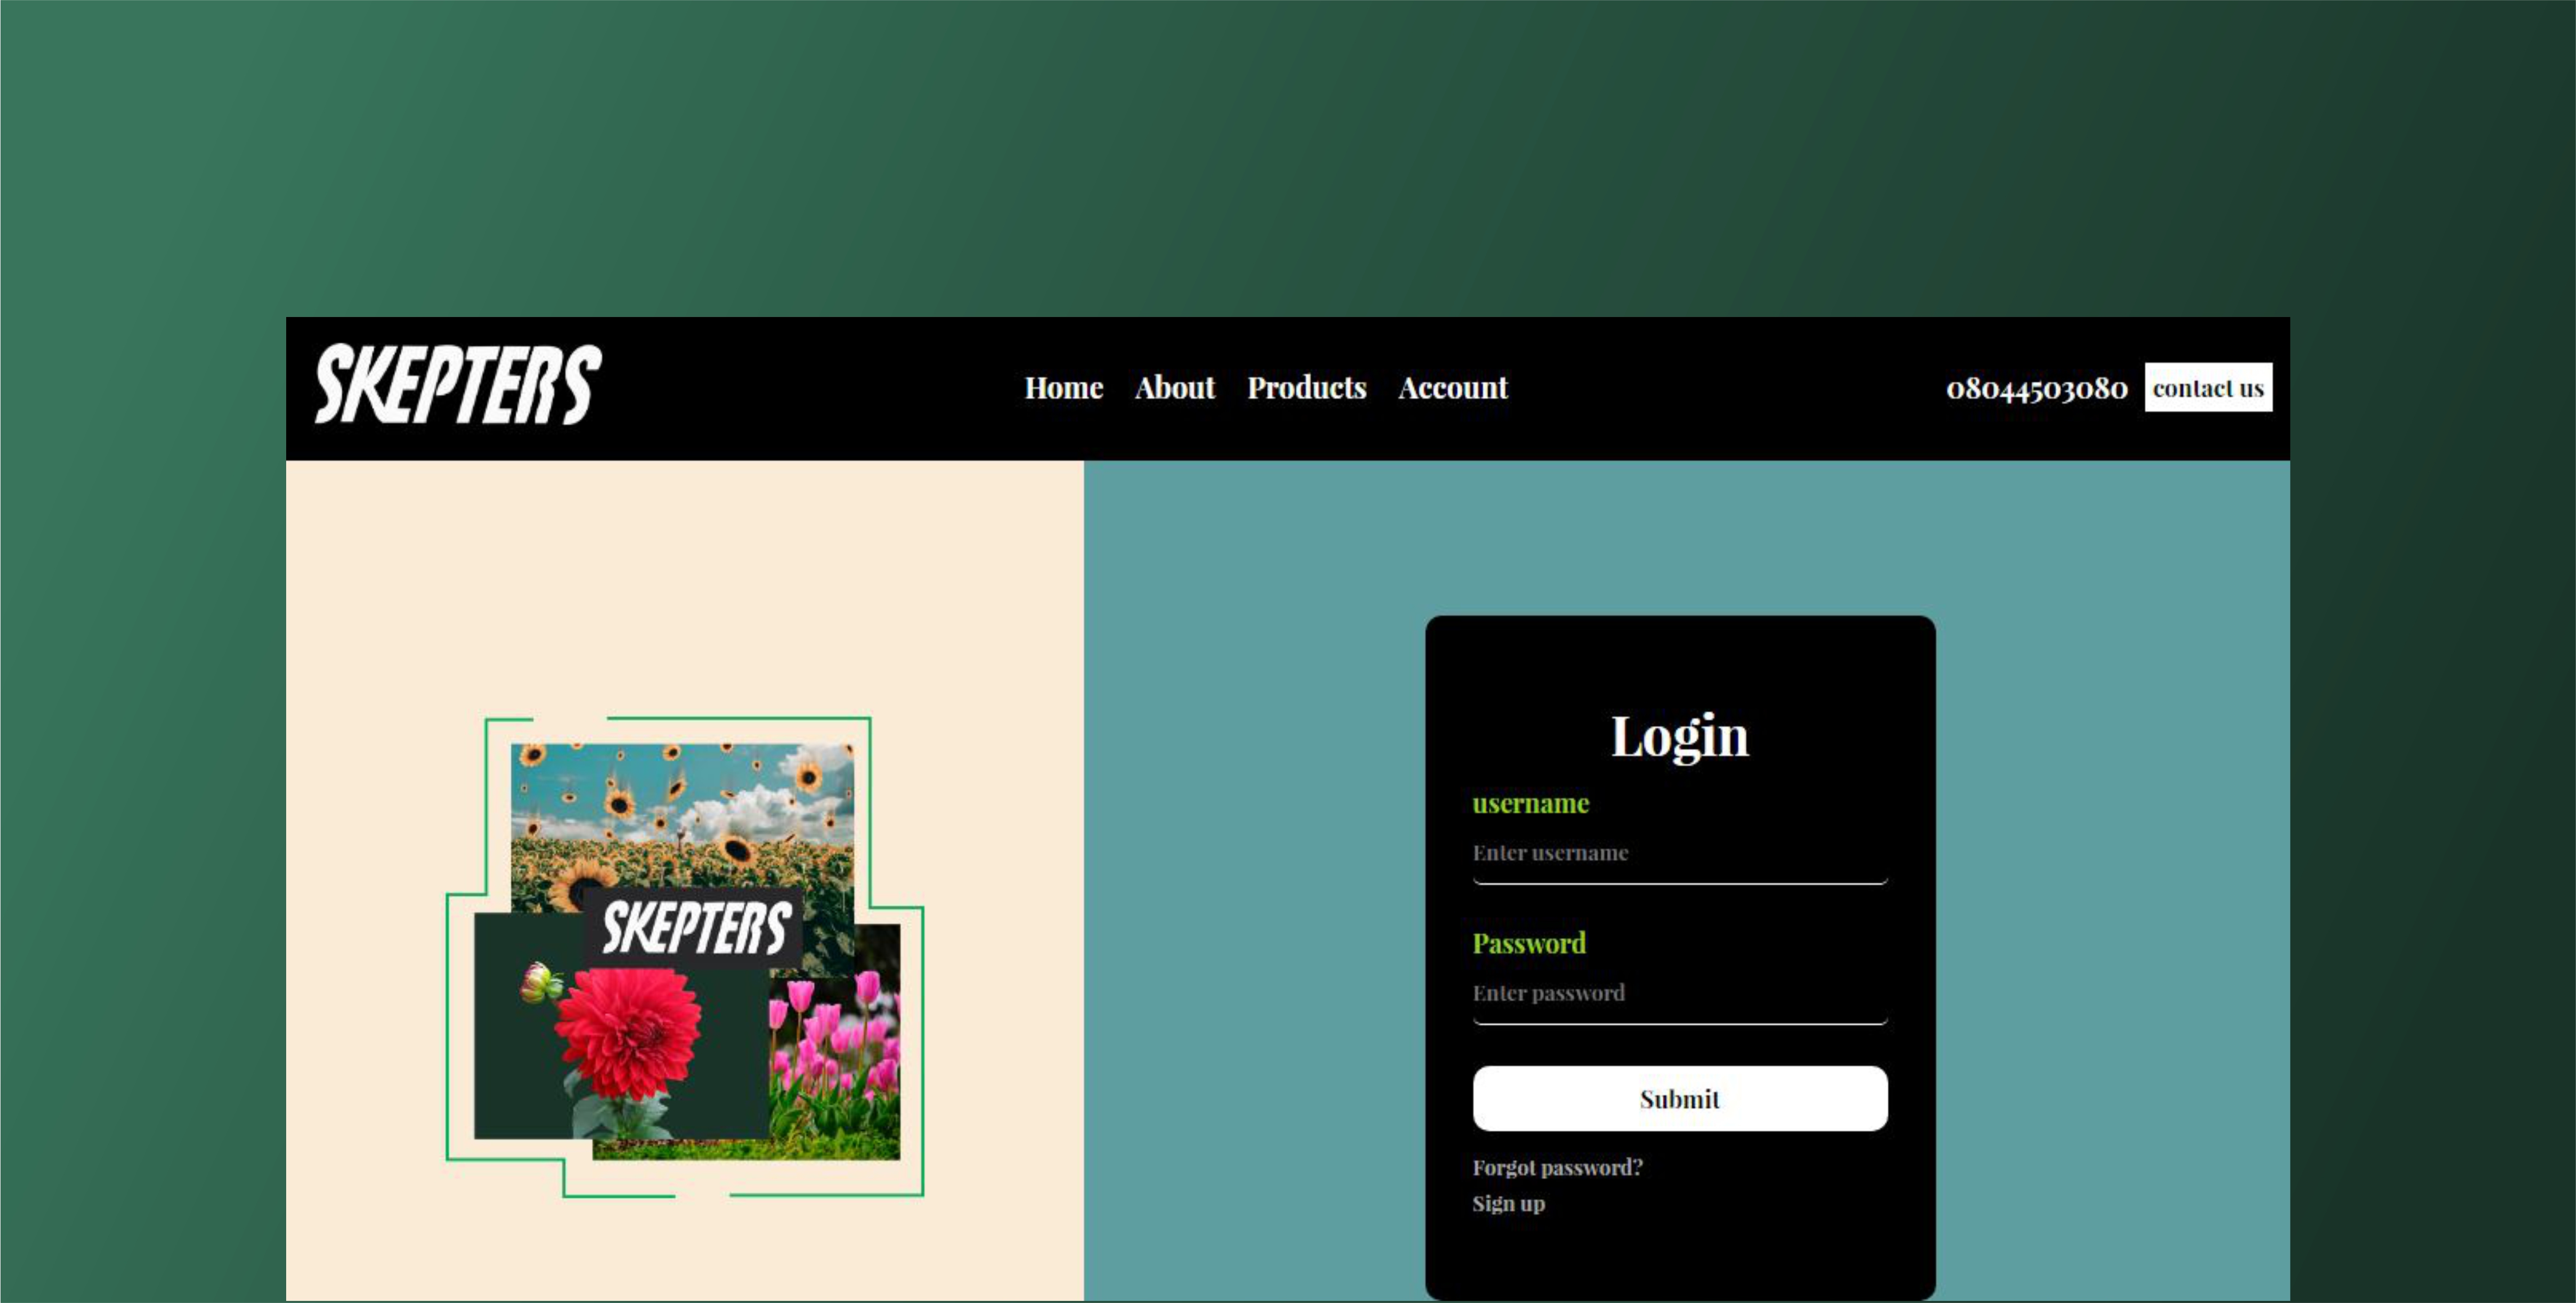 SKEPTERS
Home About Products Account
08044503080 contact us
SKEPTERS
Login
username
Enter username
Password
Enter password
Submit
Forgot password?
Sign up